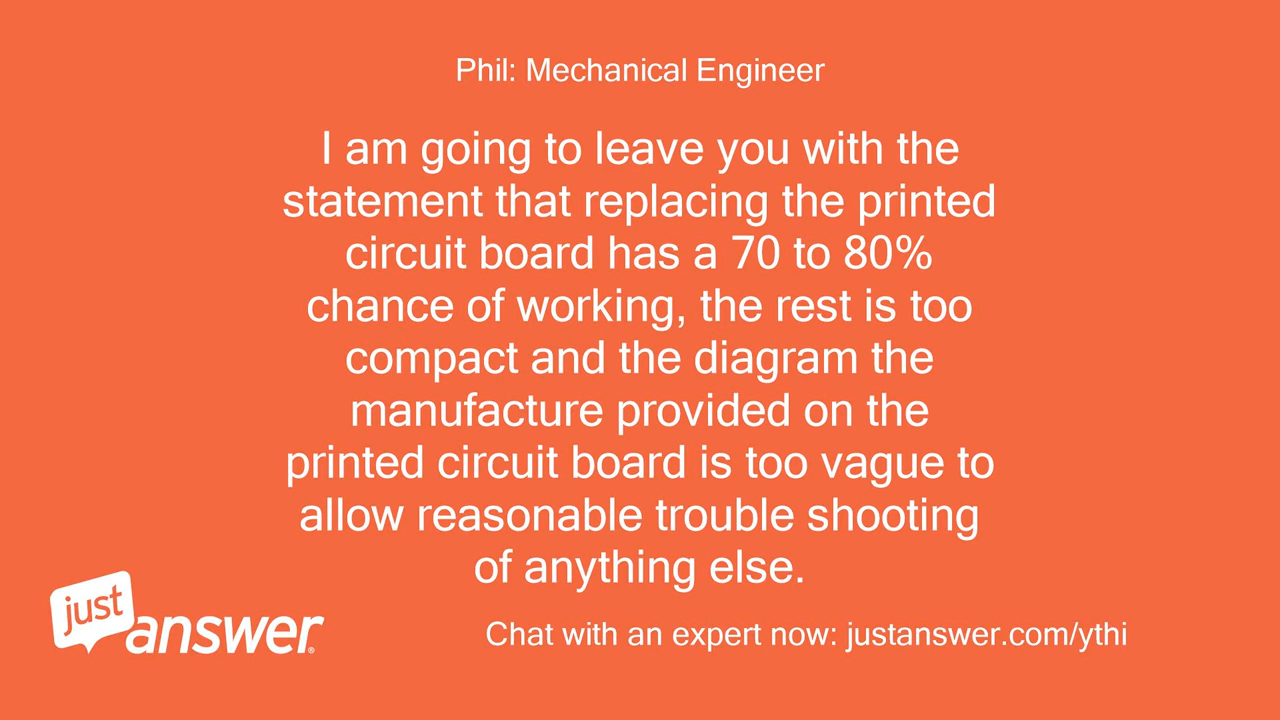 Phil: Mechanical Engineer
I am going to leave you with the
statement that replacing the printed
circuit board has a 70 to 80%
chance of working, the rest is too
compact and the diagram the
manufacture provided on the
printed circuit board is too vague to
allow reasonable trouble shooting
of anything else.
just
answer®
Chat with an expert now: justanswer.com/ythi